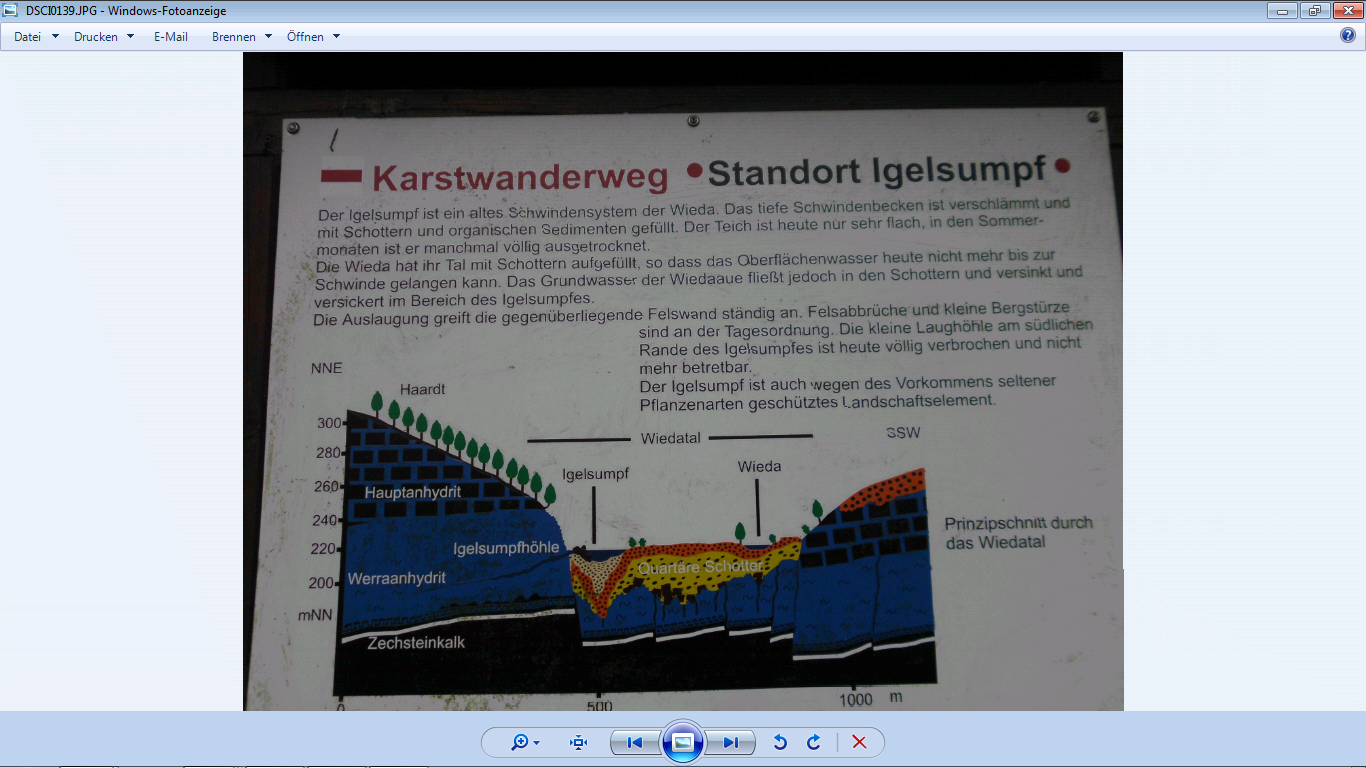 DSCI0139.JPG - Windows-Fotoanzeige
Datei Drucken E-Mail Brennen Öffnen
Karstwanderweg • Standort Igelsumpf •
Der Igelsumpf ist ein altes Schwindensystem der Wieda. Das tiefe Schwindenbecken ist verschlämmt und
mit Schottern und organischen Sedimenten gefüllt. Der Teich ist heute nur sehr flach, in den Sommer-
monaten ist er manchmal völlig ausgetrocknet.
Die Wieda hat ihr Tal mit Schottern aufgefüllt, so dass das Oberflächenwasser heute nicht mehr bis zur
Schwinde gelangen kann. Das Grundwasser der Wiedaaue fließt jedoch in den Schottern und versinkt und
versickert im Bereich des Igelsumpfes.
Die Auslaugung greift die gegenüberliegende Felswand ständig an. Felsabbrüche und kleine Bergstürze
sind an der Tagesordnung. Die kleine Laughöhle am südlichen
Rande des Igelsumpfes ist heute völlig verbrochen und nicht
mehr betretbar.
Der Igelsumpf ist auch wegen des Vorkommens seltener
Pflanzenarten geschütztes Landschaftselement.
NNE
Haardt
300
280
260
240
220
200
mNN
Wiedatal
SSW
Igelsumpf
Wieda
Hauptanhydrit
Igelsumpfhöhle
Werraanhydrit
Quartäre Schotter
Zechsteinkalk
Prinzipschnitt durch
das Wiedatal
0 500 1000 m